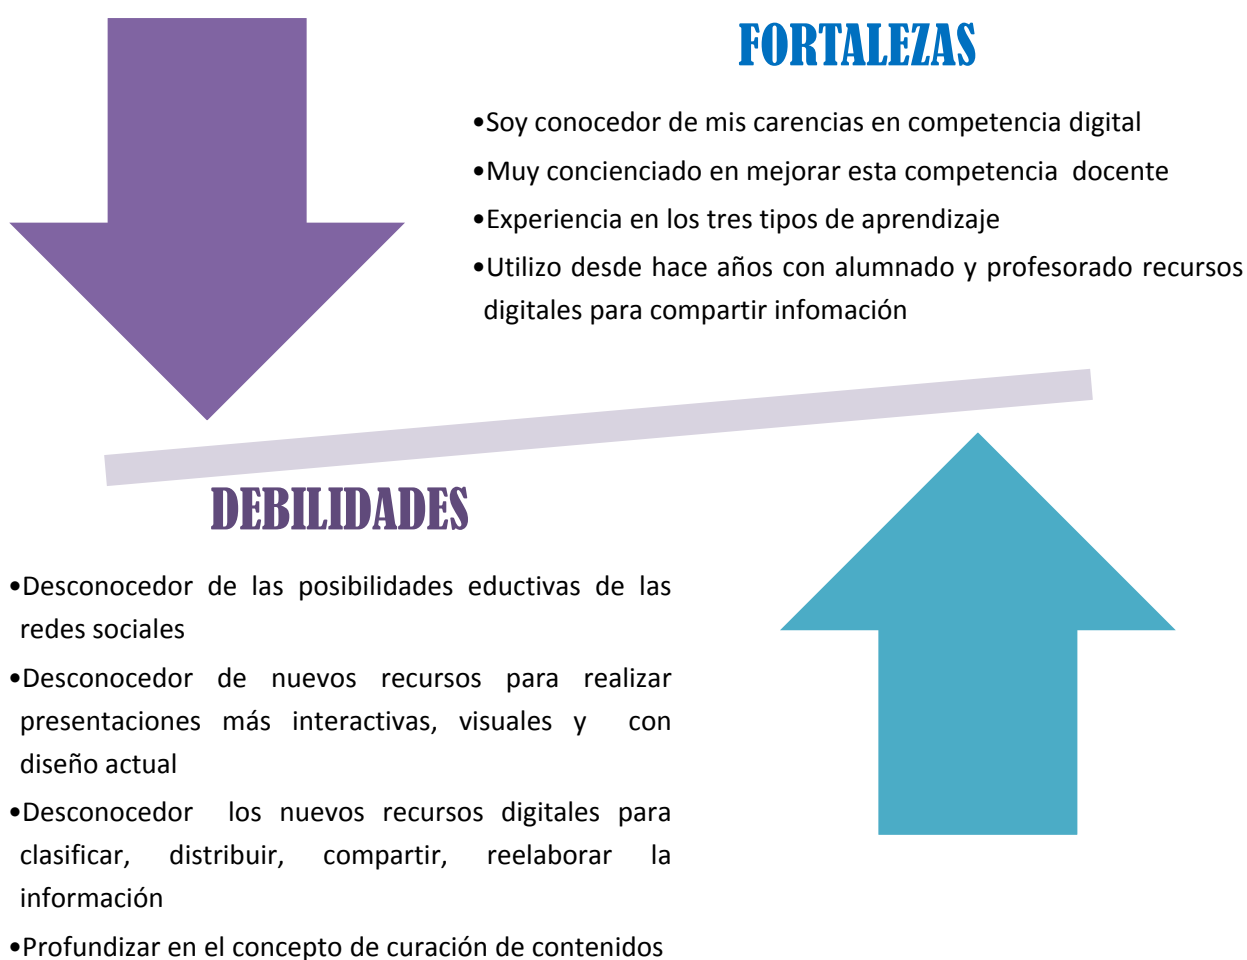 FORTALEZAS
•Soy conocedor de mis carencias en competencia digital
•Muy concienciado en mejorar esta competencia docente
•Experiencia en los tres tipos de aprendizaje
•Utilizo desde hace años con alumnado y profesorado recursos
digitales para compartir infomación
DEBILIDADES
•Desconocedor de las posibilidades eductivas de las
redes sociales
•Desconocedor de nuevos recursos para realizar
presentaciones más interactivas, visuales y con
diseño actual
•Desconocedor los nuevos recursos digitales para
clasificar, distribuir, compartir, reelaborar la
información
•Profundizar en el concepto de curación de contenidos